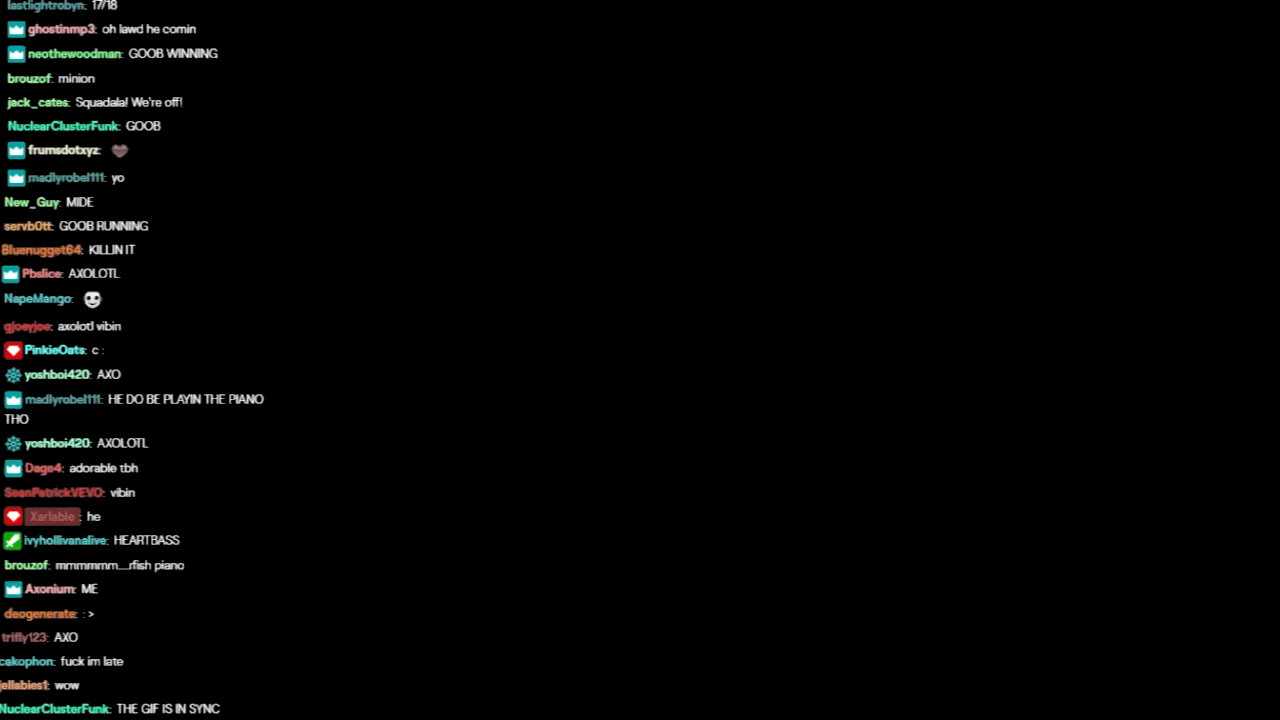 lastlightrobyn: 17/18
ghostinmp3: oh lawd he comin
neothewoodman: GOOB WINNING
brouzof: minion
jack_cates: Squadala! We're off!
NuclearClusterFunk: GOOB
frumsdotxyz:
madlyrobel111: yo
New_Guy: MIDE
servb0tt: GOOB RUNNING
Bluenugget64: KILLIN IT
Pbslice: AXOLOTL
NapeMango:
gjoeyjoe: axolotl vibin
PinkieOats: c :
yoshboi420: AXO
madlyrobel111: HE DO BE PLAYIN THE PIANO
THO
yoshboi420: AXOLOTL
Dage4: adorable tbh
SeanPatrickVEVO: vibin
Xarlable: he
ivyhollivanalive: HEARTBASS
brouzof: mmmmmm....rfish piano
Axonium: ME
deogenerate: : >
trifly123: AXO
cakophon: fuck im late
jellabies1: wow
NuclearClusterFunk: THE GIF IS IN SYNC